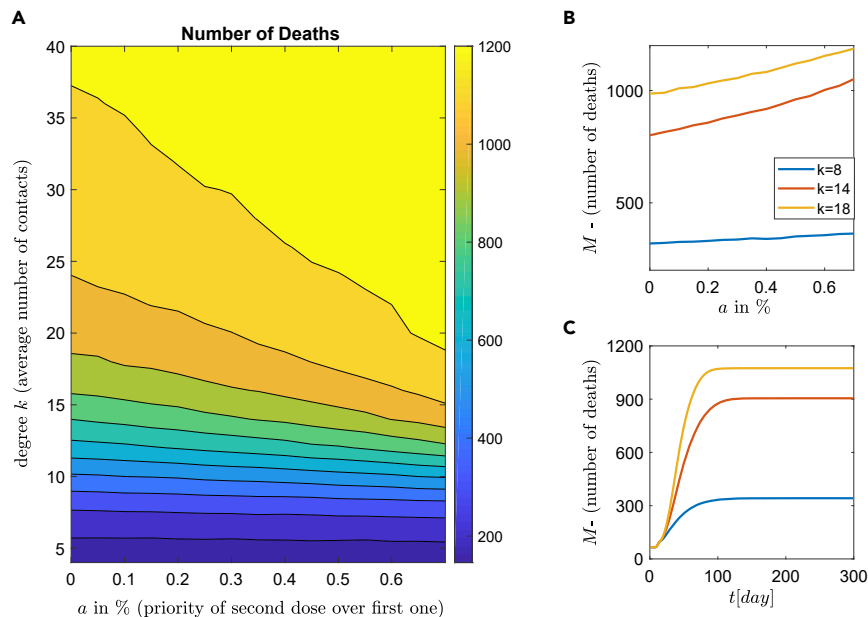 A
Number of Deaths
40
35
30
25
20
15
10
5
degree k (average number of contacts)
0 0.1 0.2 0.3 0.4 0.5 0.6
a in % (priority of second dose over first one)
1200
1000
800
600
400
200
B
1000
500
M - (number of deaths)
k=8
k=14
k=18
0 0.2 0.4 0.6
a in %
C
1200
900
600
300
0
M- (number of deaths)
0 100 200 300
t[day]